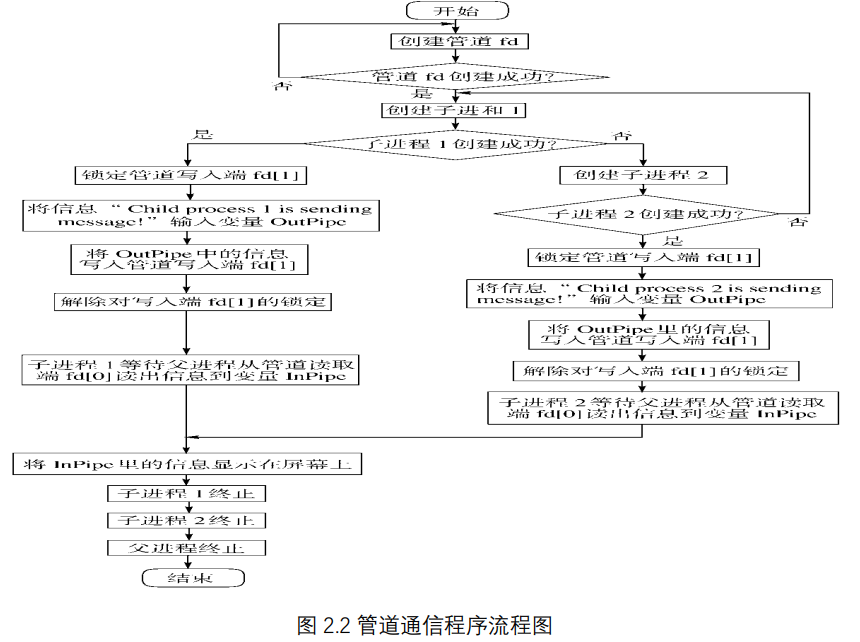 开始
创建管道 fd
管道 fd 创建成功?
否
是
创建子进和 1
子进程 1 创建成功?
是
否
锁定管道写入端 fd[1]
将信息 “ Child process 1 is sending
message!” 输入变量 OutPipe
将 OutPipe 中的信息
写入管道写入端 fd[1]
解除对写入端 fd[1]的锁定
子进程 1 等待父进程从管道读取
端 fd[0]读出信息到变量 InPipe
创建子进程 2
子进程 2 创建成功?
否
是
锁定管道写入端 fd[1]
将信息 “ Child process 2 is sending
message!” 输入变量 OutPipe
将 OutPipe 里的信息
写入管道写入端 fd[1]
解除对写入端 fd[1]的锁定
子进程 2 等待父进程从管道读取
端 fd[0]读出信息到变量 InPipe
将 InPipe 里的信息显示在屏幕上
子进程 1 终止
子进程 2 终止
父进程终止
结束
图 2.2 管道通信程序流程图